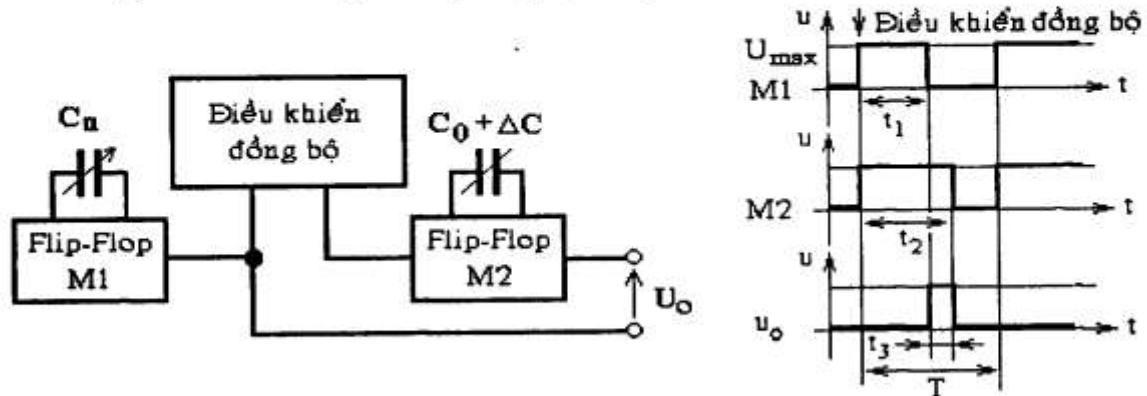 Cn
Điều khiển
đồng bộ
C0 + ΔC
Flip-Flop
M1
Flip-Flop
M2
Uo
u
Điều khiển đồng bộ
Umax
M1
t
t1
u
M2
t
t2
u
uo
t
t3
T